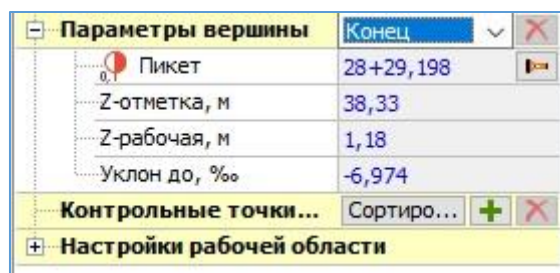 Параметры вершины Конец
Пикет 28+29,198
Z-отметка, м 38,33
Z-рабочая, м 1,18
Уклон до, ‰ -6,974
Контрольные точки... Сортиро...
Настройки рабочей области